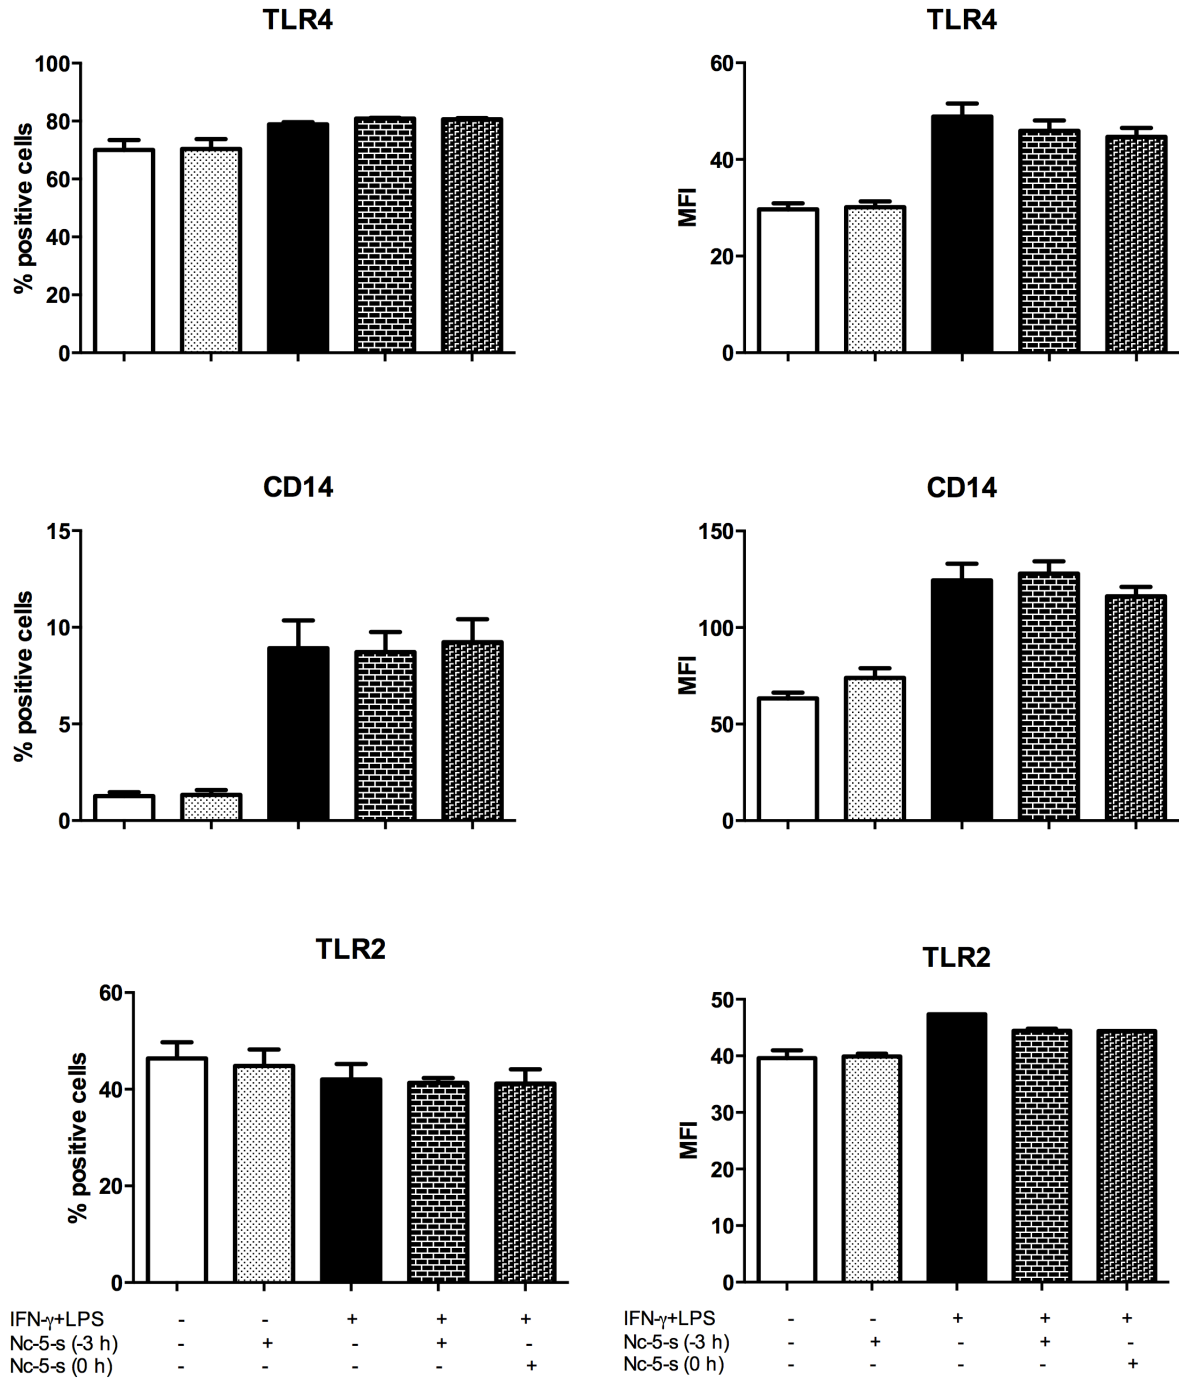 TLR4
% positive cells
100
80
60
40
20
0
TLR4
MFI
60
40
20
0
CD14
% positive cells
15
10
5
0
CD14
MFI
150
100
50
0
TLR2
% positive cells
60
40
20
0
TLR2
MFI
50
40
30
20
10
0
IFN-γ+LPS - - + + +
Nc-5-s (-3 h) - + - + -
Nc-5-s (0 h) - - - - +
IFN-γ+LPS - - + + +
Nc-5-s (-3 h) - + - + -
Nc-5-s (0 h) - - - - +